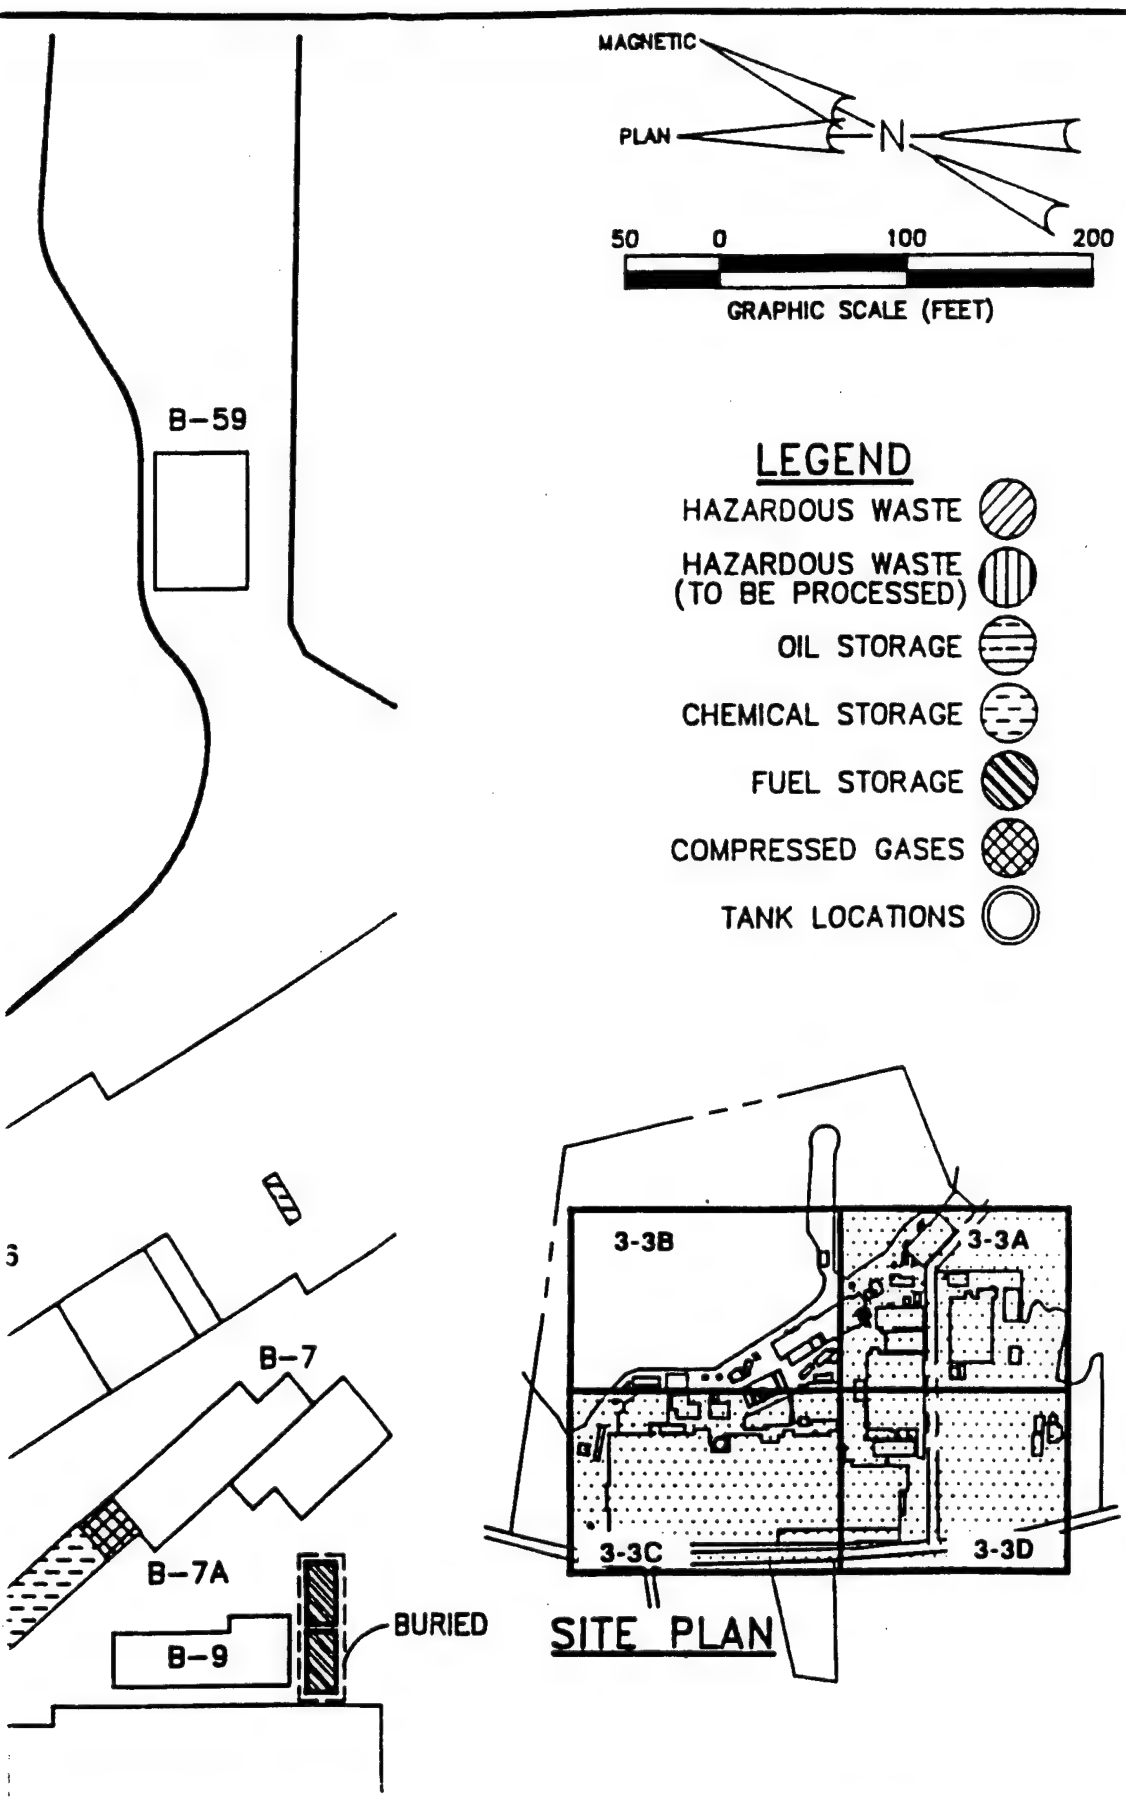 MAGNETIC
PLAN
N
50 0 100 200
GRAPHIC SCALE (FEET)
B-59
LEGEND
HAZARDOUS WASTE
HAZARDOUS WASTE
(TO BE PROCESSED)
OIL STORAGE
CHEMICAL STORAGE
FUEL STORAGE
COMPRESSED GASES
TANK LOCATIONS
3-3B
3-3A
B-7
B-7A
3-3C
3-3D
BURIED
B-9
SITE PLAN